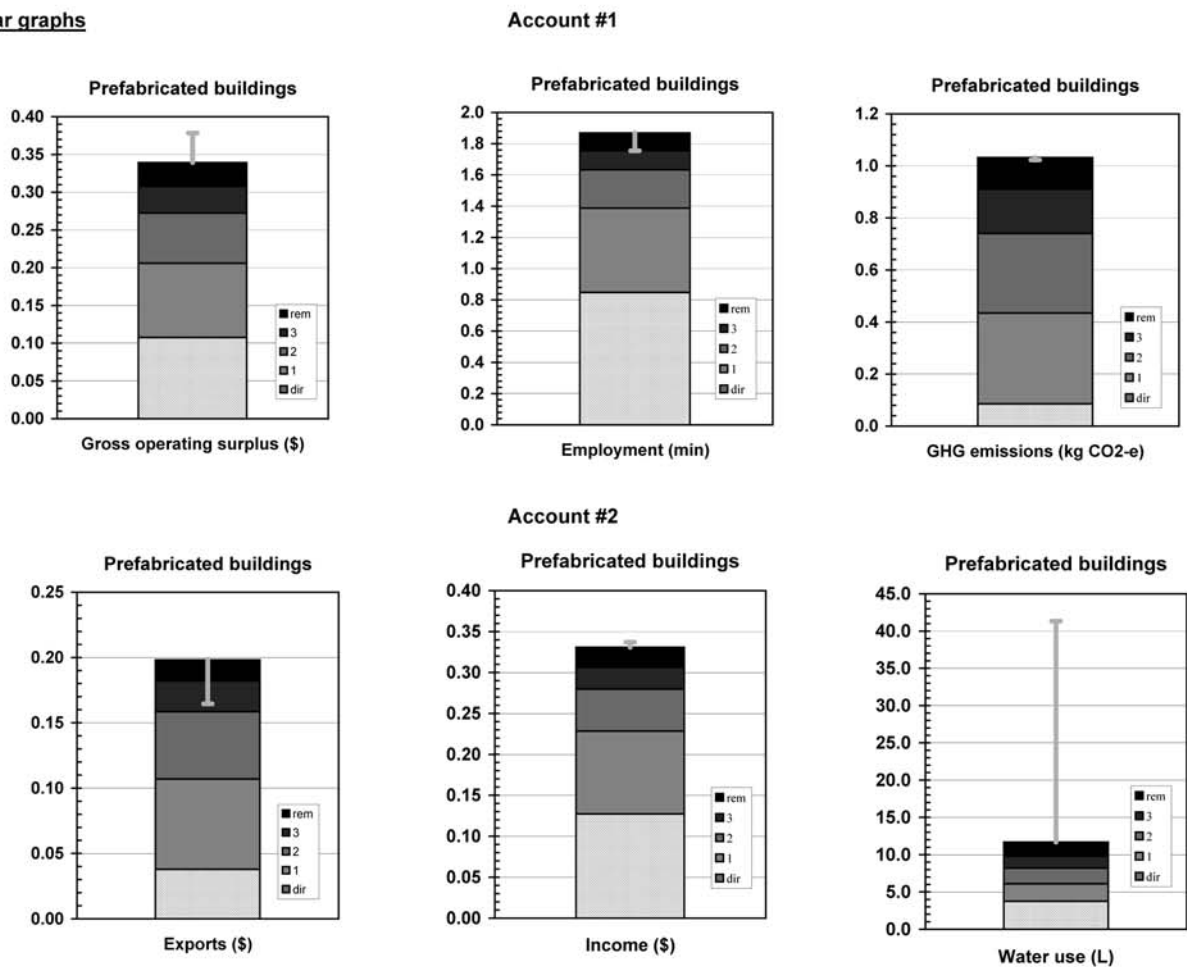 ar graphs
Account #1
Prefabricated buildings
0.40
0.35
0.30
0.25
0.20
0.15
0.10
0.05
0.00
rem
3
2
1
dir
Gross operating surplus ($)
Prefabricated buildings
2.0
1.8
1.6
1.4
1.2
1.0
0.8
0.6
0.4
0.2
0.0
rem
3
2
1
dir
Employment (min)
Prefabricated buildings
1.2
1.0
0.8
0.6
0.4
0.2
0.0
rem
3
2
1
dir
GHG emissions (kg CO2-e)
Account #2
Prefabricated buildings
0.25
0.20
0.15
0.10
0.05
0.00
rem
3
2
1
dir
Exports ($)
Prefabricated buildings
0.40
0.35
0.30
0.25
0.20
0.15
0.10
0.05
0.00
rem
3
2
1
dir
Income ($)
Prefabricated buildings
45.0
40.0
35.0
30.0
25.0
20.0
15.0
10.0
5.0
0.0
rem
3
2
1
dir
Water use (L)